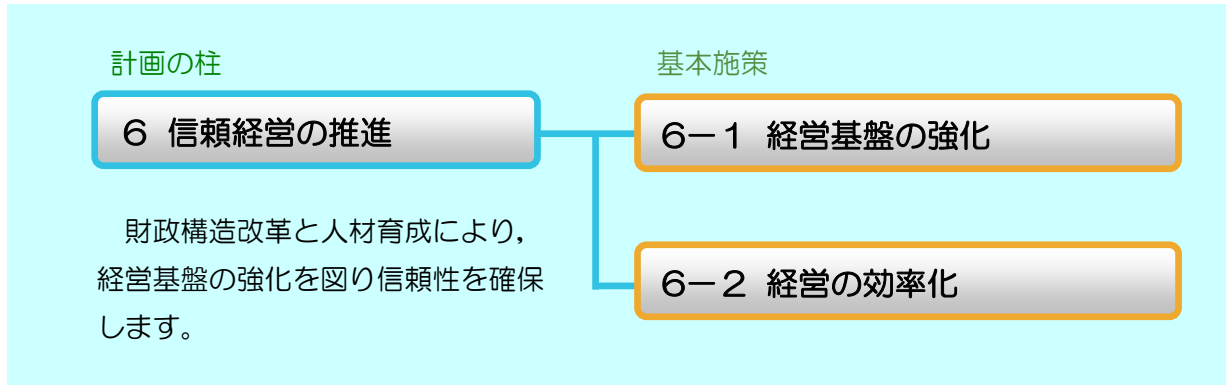 計画の柱
６ 信頼経営の推進
財政構造改革と人材育成により，
経営基盤の強化を図り信頼性を確保
します。
基本施策
６－１ 経営基盤の強化
６－２ 経営の効率化